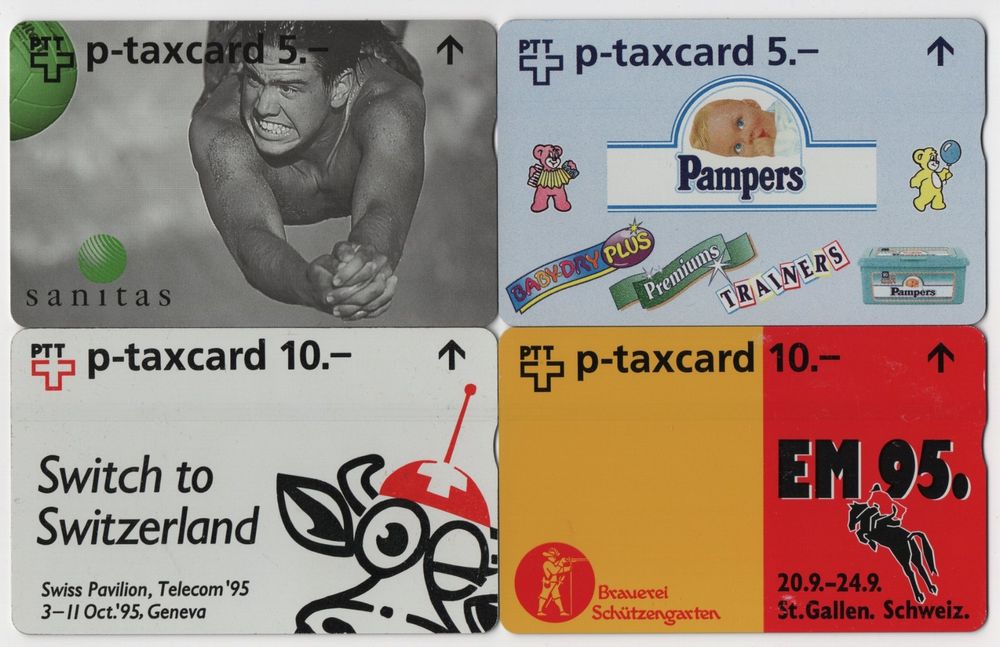 PTT p-taxcard 5.–
sanitas
PTT p-taxcard 5.–
Pampers
BABY-DRY PLUS
Premiums
TRAINERS
Pampers
PTT p-taxcard 10.–
Switch to
Switzerland
Swiss Pavilion, Telecom '95
3–11 Oct.'95, Geneva
PTT p-taxcard 10.–
EM 95.
Brauerei
Schützengarten
20.9.–24.9.
St.Gallen. Schweiz.